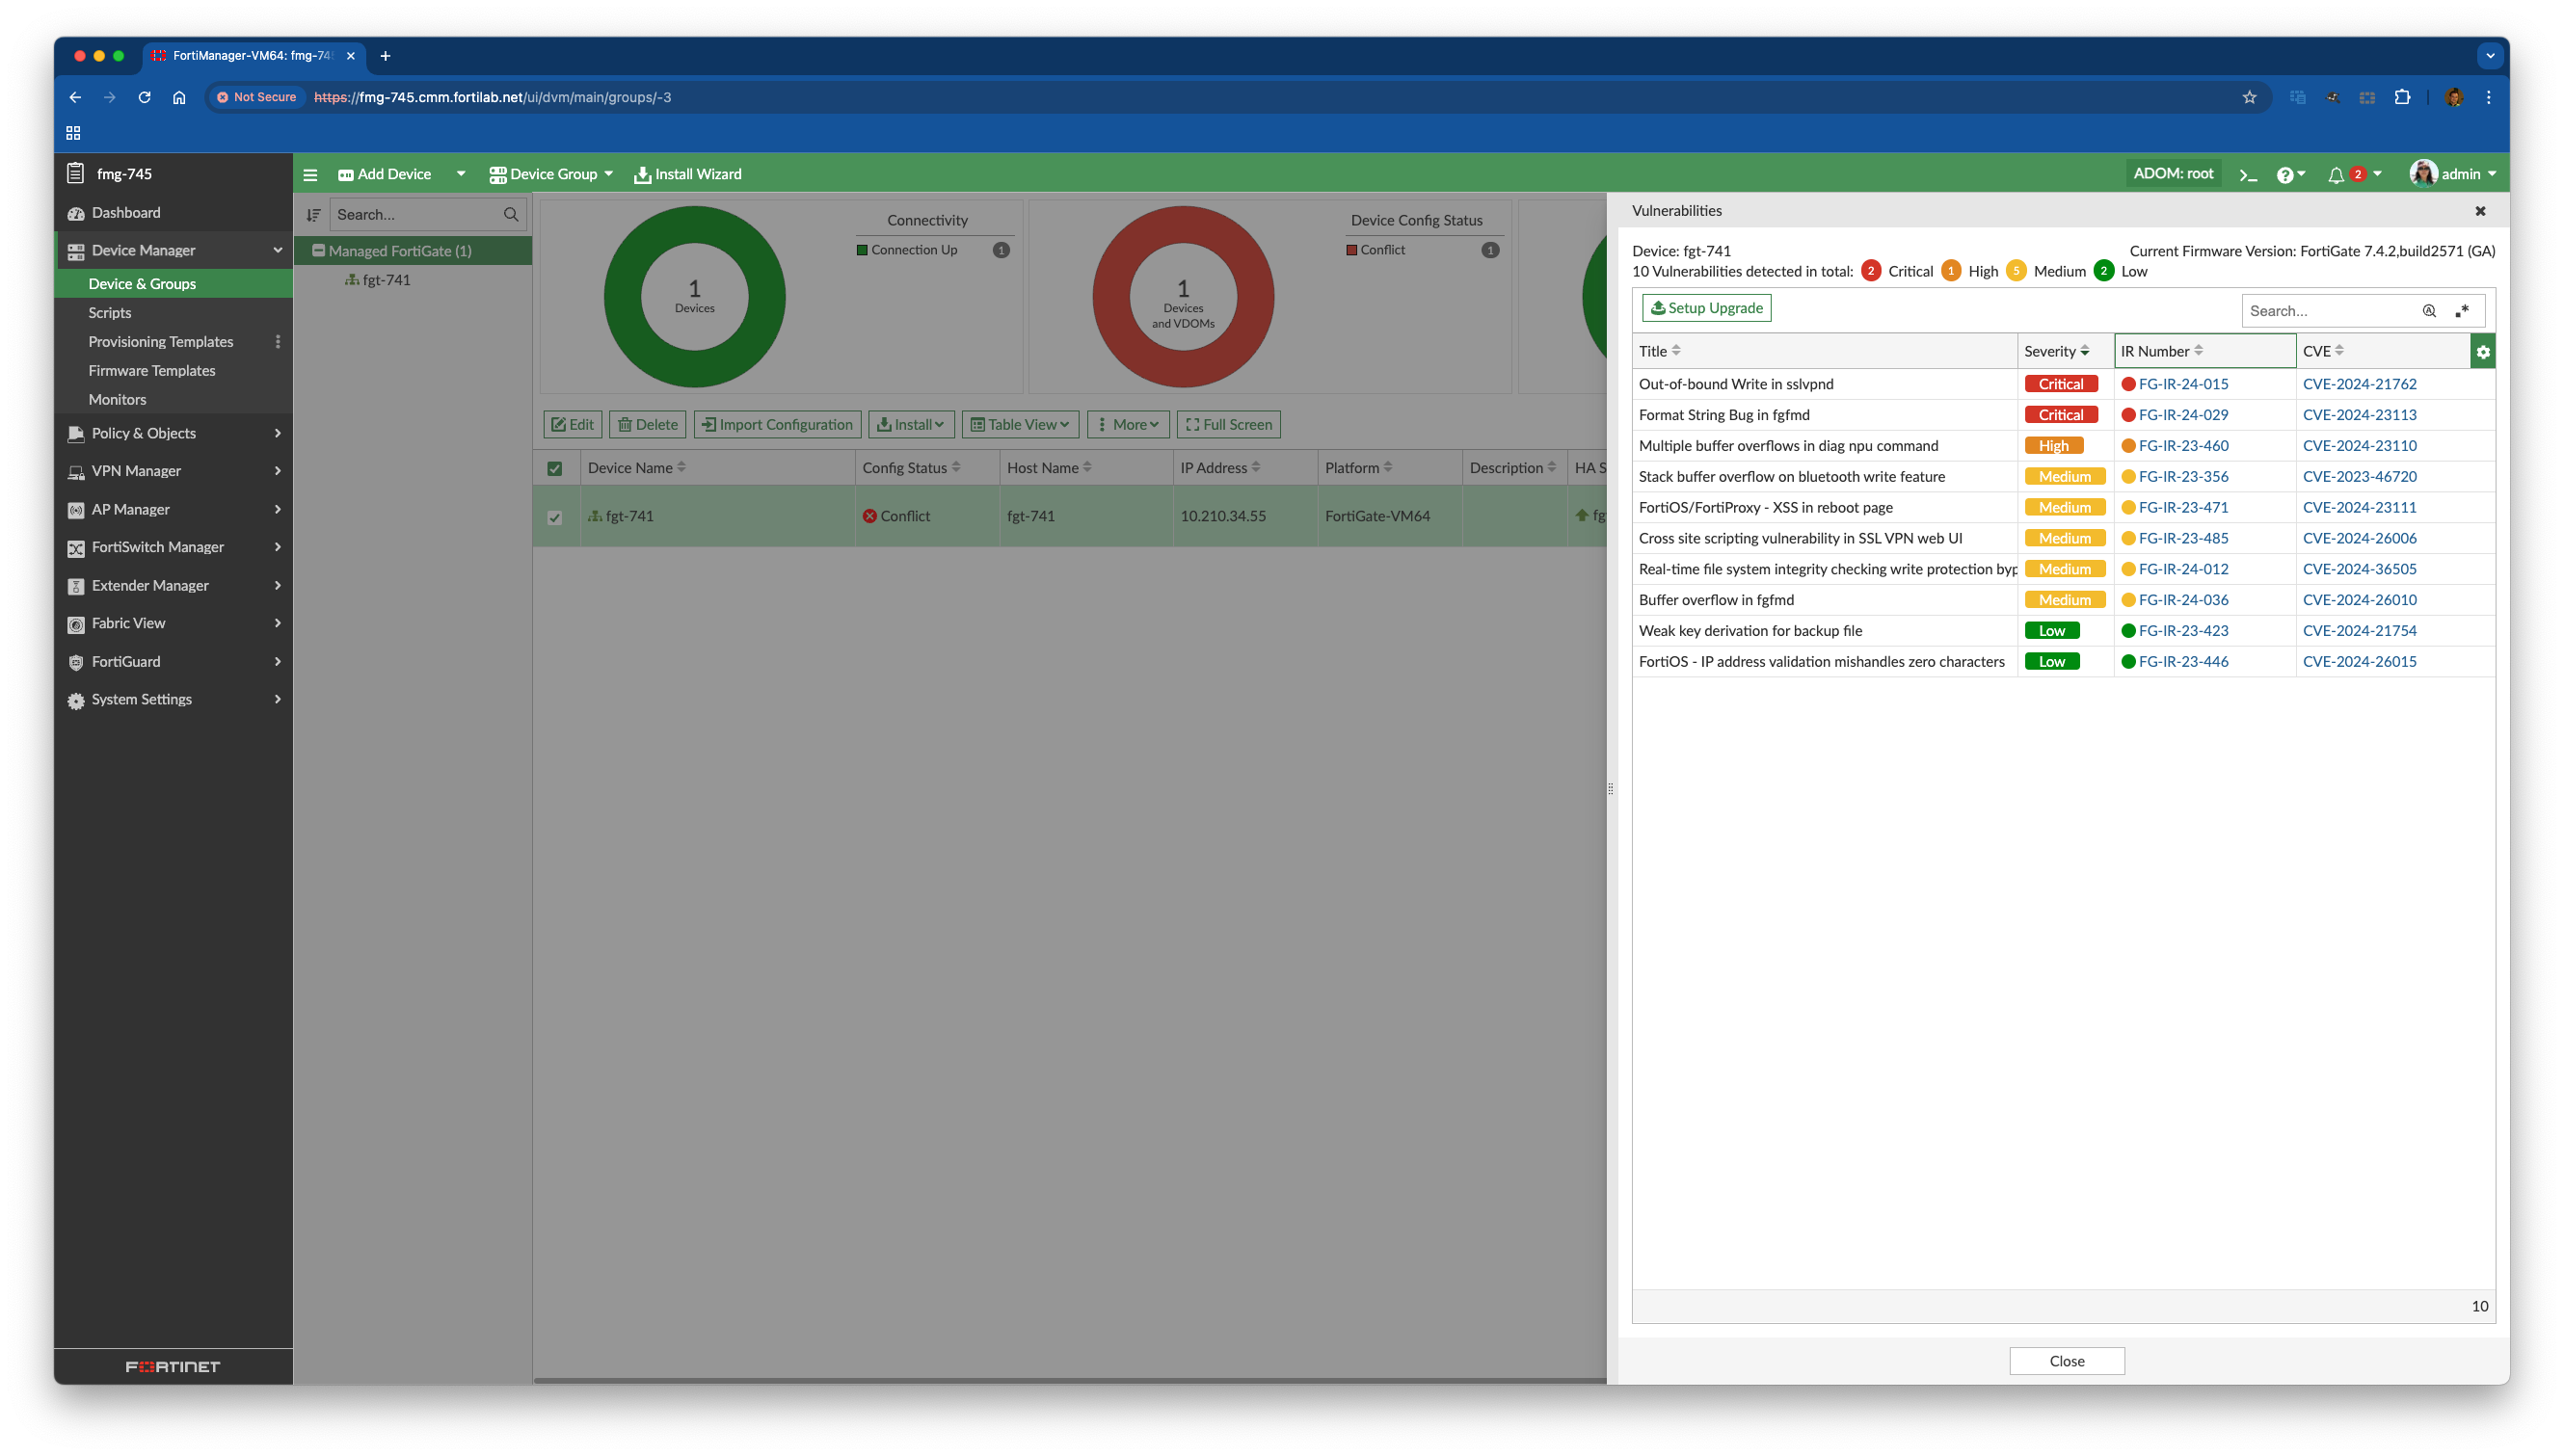 FortiManager-VM64: fmg-74
Not Secure https://fmg-745.cmm.fortilab.net/ui/dvm/main/groups/-3
fmg-745
Add Device Device Group Install Wizard ADOM: root 2 admin
Dashboard
Device Manager
Device & Groups
Scripts
Provisioning Templates
Firmware Templates
Monitors
Policy & Objects
VPN Manager
AP Manager
FortiSwitch Manager
Extender Manager
Fabric View
FortiGuard
System Settings
FORTINET
Search...
Managed FortiGate (1)
fgt-741
1
Devices
Connectivity
Connection Up 1
1
Devices
and VDOMs
Device Config Status
Conflict 1
Edit Delete Import Configuration Install Table View More Full Screen
Device Name Config Status Host Name IP Address Platform Description HA S
fgt-741 Conflict fgt-741 10.210.34.55 FortiGate-VM64 fg
Vulnerabilities
Device: fgt-741 Current Firmware Version: FortiGate 7.4.2,build2571 (GA)
10 Vulnerabilities detected in total: 2 Critical 1 High 5 Medium 2 Low
Setup Upgrade Search...
Title Severity IR Number CVE
Out-of-bound Write in sslvpnd Critical FG-IR-24-015 CVE-2024-21762
Format String Bug in fgfmd Critical FG-IR-24-029 CVE-2024-23113
Multiple buffer overflows in diag npu command High FG-IR-23-460 CVE-2024-23110
Stack buffer overflow on bluetooth write feature Medium FG-IR-23-356 CVE-2023-46720
FortiOS/FortiProxy - XSS in reboot page Medium FG-IR-23-471 CVE-2024-23111
Cross site scripting vulnerability in SSL VPN web UI Medium FG-IR-23-485 CVE-2024-26006
Real-time file system integrity checking write protection byp Medium FG-IR-24-012 CVE-2024-36505
Buffer overflow in fgfmd Medium FG-IR-24-036 CVE-2024-26010
Weak key derivation for backup file Low FG-IR-23-423 CVE-2024-21754
FortiOS - IP address validation mishandles zero characters Low FG-IR-23-446 CVE-2024-26015
10
Close